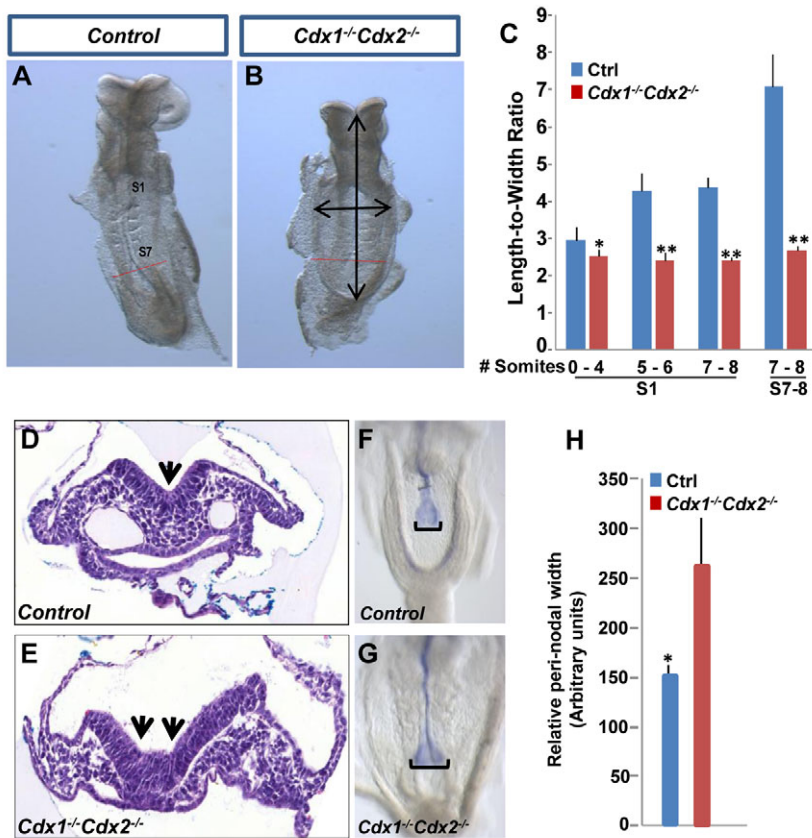 Control
Cdx1-/-Cdx2-/-
A
S1
S7
B
C
Length-to-Width Ratio
9
8
7
6
5
4
3
2
1
0
Ctrl
Cdx1-/-Cdx2-/-
*
**
**
**
# Somites 0 - 4 5 - 6 7 - 8 7 - 8
S1 S7-8
D
Control
F
Control
E
Cdx1-/-Cdx2-/-
G
Cdx1-/-Cdx2-/-
H
Relative peri-nodal width
(Arbitrary units)
350
300
250
200
150
100
50
0
Ctrl
Cdx1-/-Cdx2-/-
*